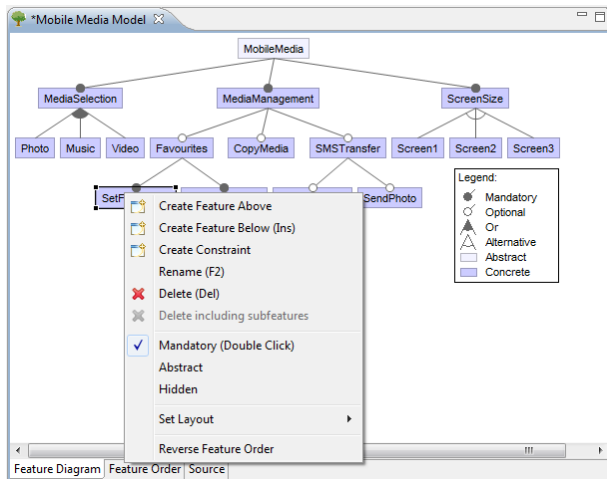 *Mobile Media Model
MobileMedia
MediaSelection MediaManagement ScreenSize
Photo Music Video Favourites CopyMedia SMSTransfer Screen1 Screen2 Screen3
SendPhoto
Legend:
Mandatory
Optional
Or
Alternative
Abstract
Concrete
Create Feature Above
Create Feature Below (Ins)
Create Constraint
Rename (F2)
Delete (Del)
Delete including subfeatures
Mandatory (Double Click)
Abstract
Hidden
Set Layout
Reverse Feature Order
Feature Diagram Feature Order Source